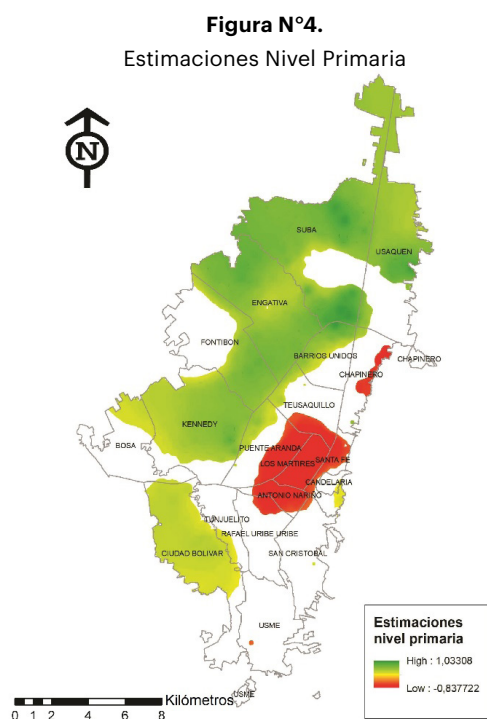 Figura N°4.
Estimaciones Nivel Primaria
N
SUBA
USAQUEN
ENGATIVA
FONTIBON
BARRIOS UNIDOS
CHAPINERO
CHAPINERO
TEUSAQUILLO
KENNEDY
BOSA
PUENTE ARANDA
LOS MARTIRES
SANTA FE
CANDELARIA
ANTONIO NARIÑO
TUNJUELITO
RAFAEL URIBE URIBE
CIUDAD BOLIVAR
SAN CRISTOBAL
USME
USME
Estimaciones
nivel primaria
High : 1,03308
Low : -0,837722
Kilómetros
0 1 2 4 6 8